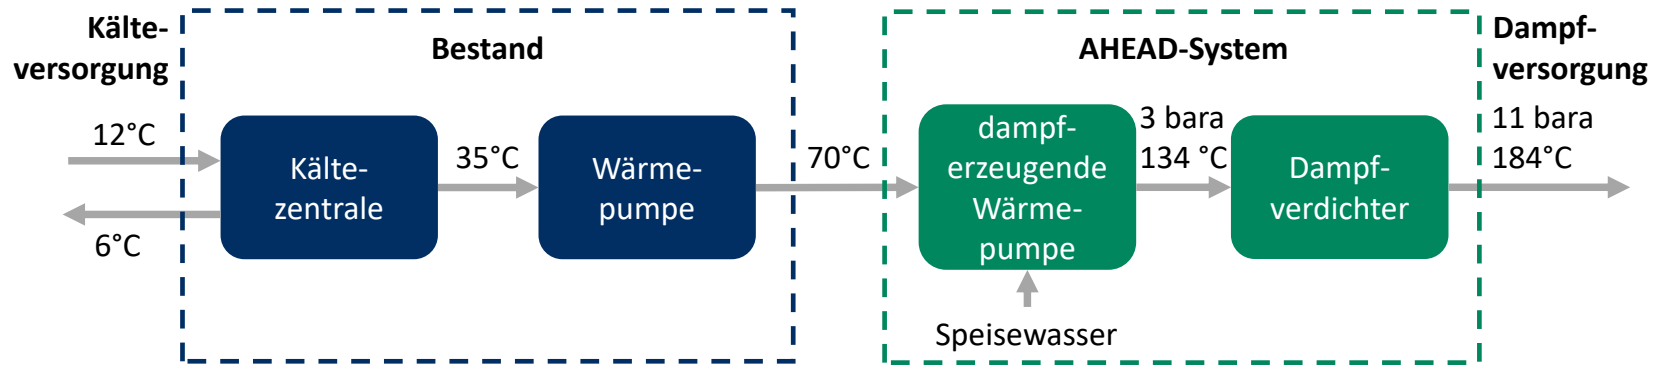 Kälte-
versorgung
Bestand
AHEAD-System
Dampf-
versorgung
12°C
6°C
Kälte-
zentrale
35°C
Wärme-
pumpe
70°C
dampf-
erzeugende
Wärme-
pumpe
Speisewasser
3 bara
134 °C
Dampf-
verdichter
11 bara
184°C